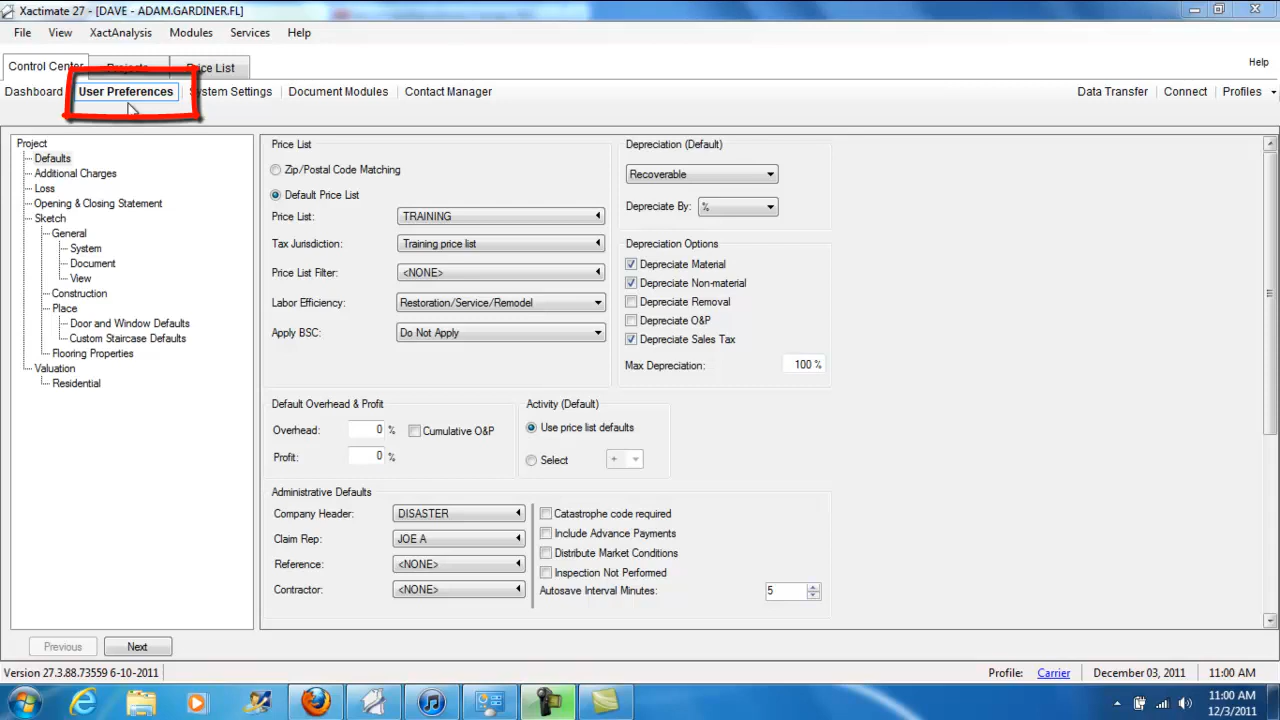 Xactimate 27 - [DAVE - ADAM.GARDINER.FL]
File View XactAnalysis Modules Services Help
Control Center Projects Price List Help
Dashboard User Preferences System Settings Document Modules Contact Manager Data Transfer Connect Profiles
Project
Defaults
Additional Charges
Loss
Opening & Closing Statement
Sketch
General
System
Document
View
Construction
Place
Door and Window Defaults
Custom Staircase Defaults
Flooring Properties
Valuation
Residential
Price List
Zip/Postal Code Matching
Default Price List
Price List: TRAINING
Tax Jurisdiction: Training price list
Price List Filter: <NONE>
Labor Efficiency: Restoration/Service/Remodel
Apply BSC: Do Not Apply
Depreciation (Default)
Recoverable
Depreciate By: %
Depreciation Options
Depreciate Material
Depreciate Non-material
Depreciate Removal
Depreciate O&P
Depreciate Sales Tax
Max Depreciation: 100 %
Default Overhead & Profit
Overhead: 0 % Cumulative O&P
Profit: 0 %
Activity (Default)
Use price list defaults
Select +
Administrative Defaults
Company Header: DISASTER
Claim Rep: JOE A
Reference: <NONE>
Contractor: <NONE>
Catastrophe code required
Include Advance Payments
Distribute Market Conditions
Inspection Not Performed
Autosave Interval Minutes: 5
Previous Next
Version 27.3.88.73559 6-10-2011 Profile: Carrier December 03, 2011 11:00 AM
11:00 AM
12/3/2011